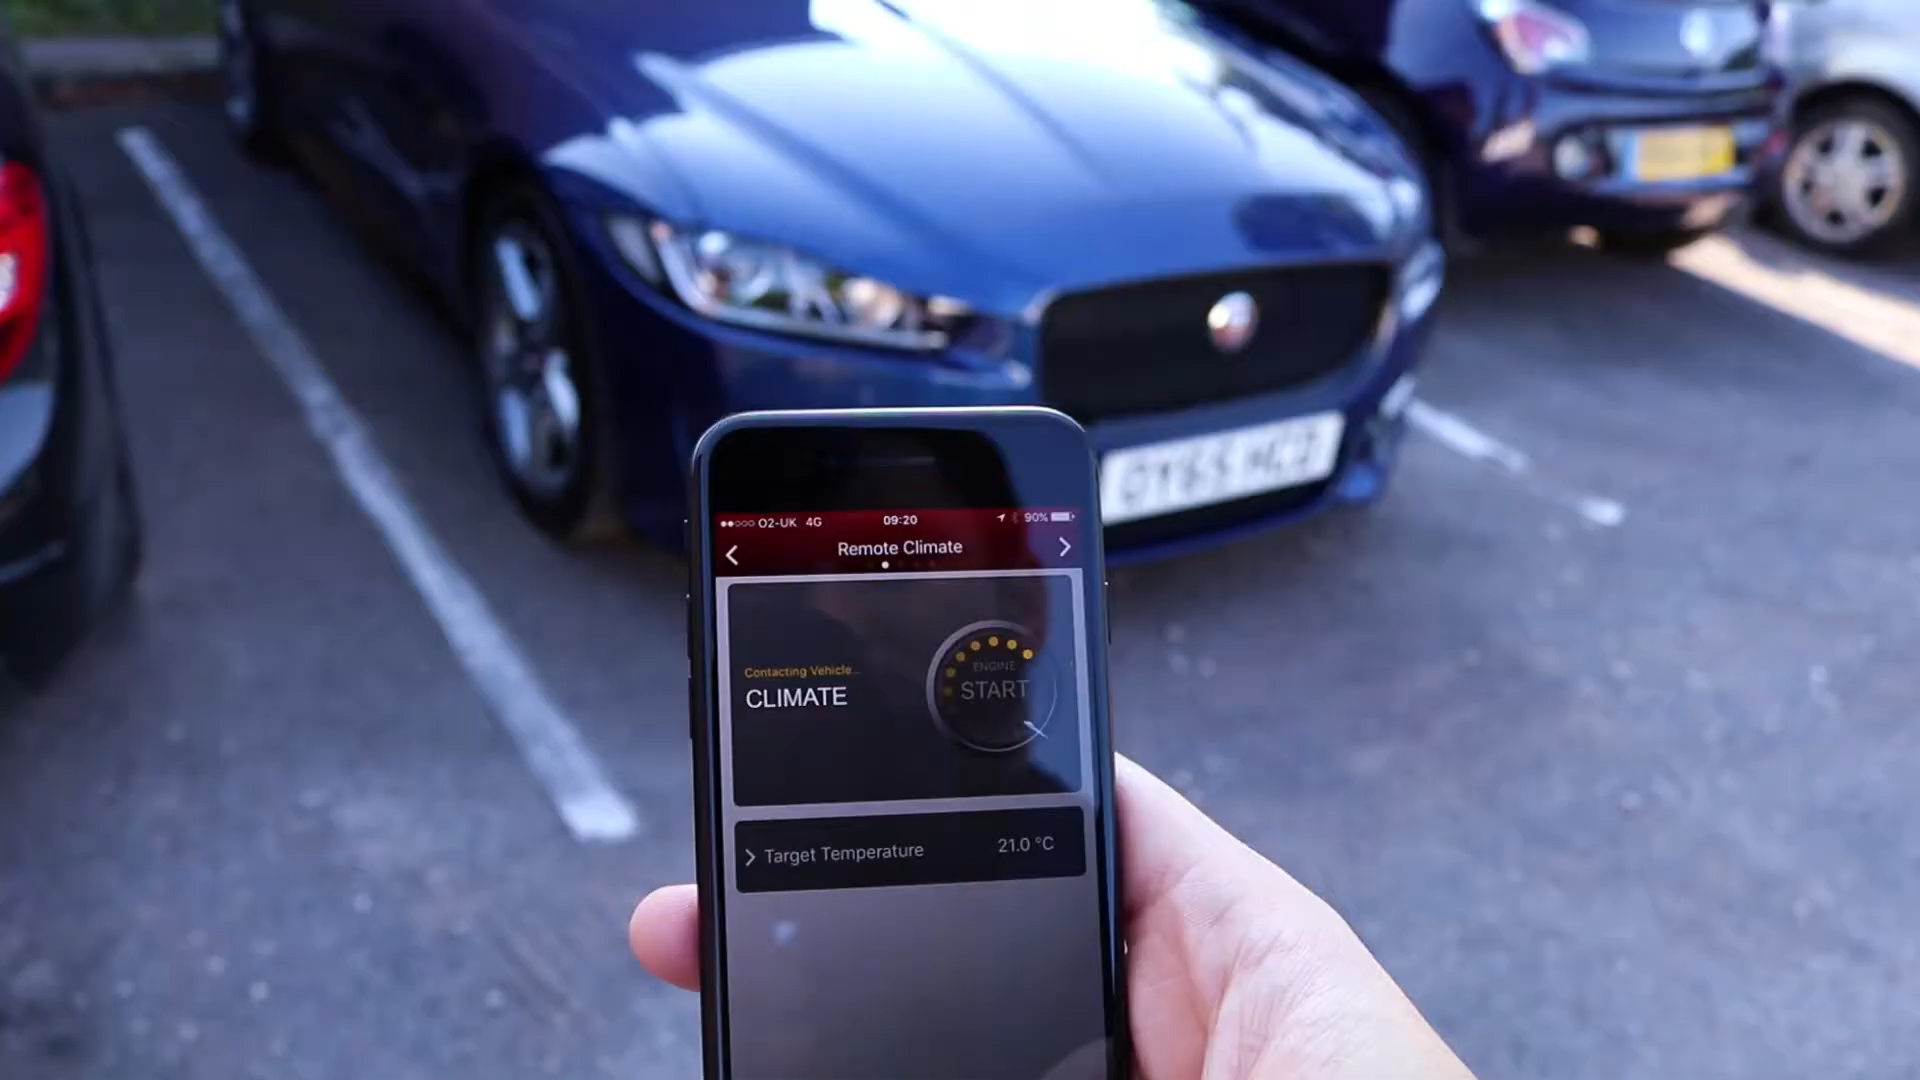 O2-UK 4G 09:20 90%
Remote Climate
Contacting Vehicle...
CLIMATE
ENGINE
START
Target Temperature 21.0 °C